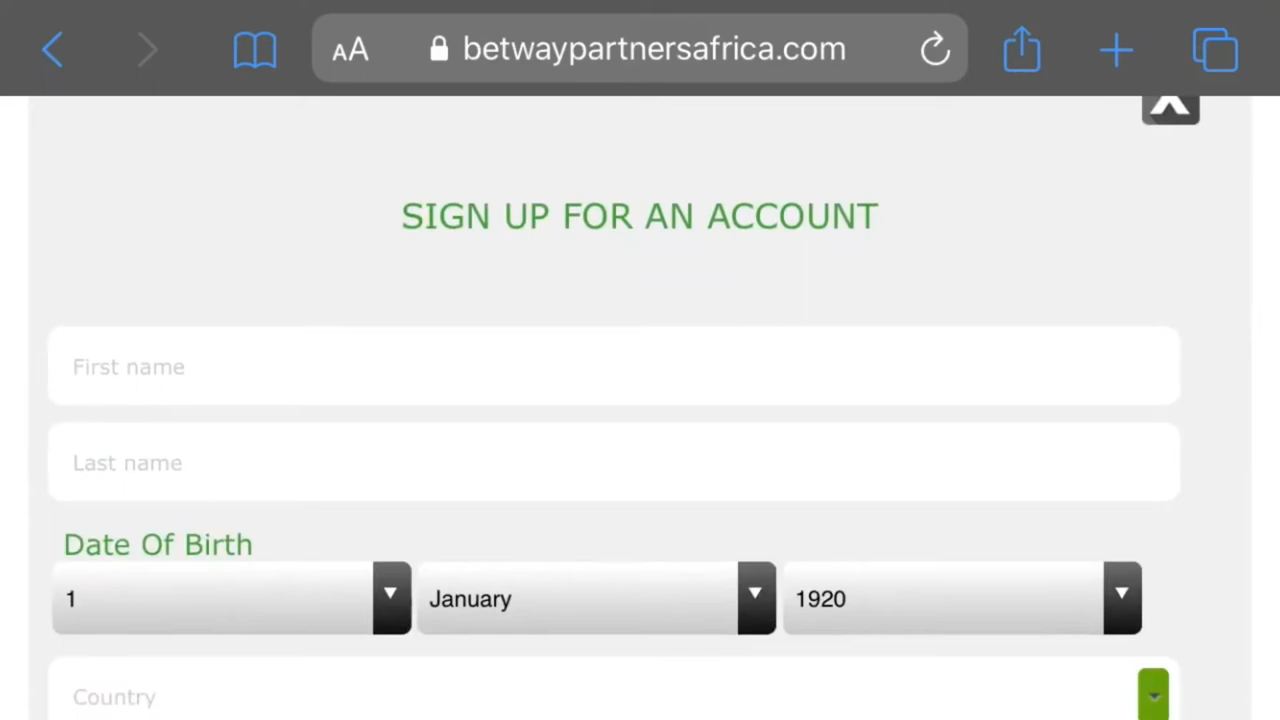 AA betwaypartnersafrica.com
SIGN UP FOR AN ACCOUNT
First name
Last name
Date Of Birth
1 January 1920
Country